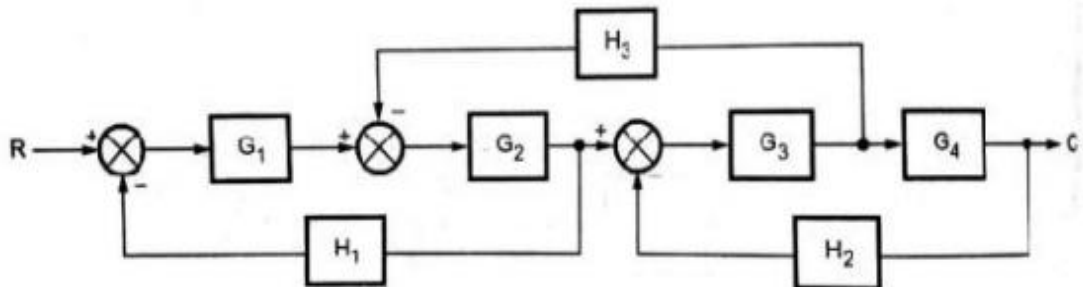 H₃
R + − G₁ + − G₂ + − G₃ G₄ C
H₁ H₂